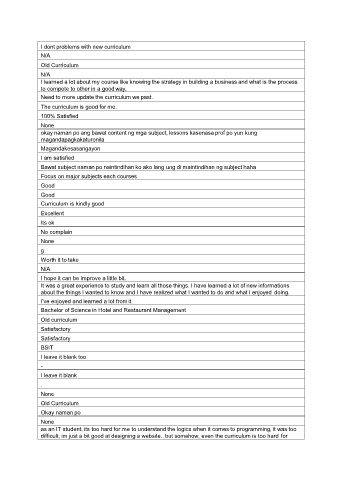 I dont problems with new curriculum
N/A
Old Curriculum
N/A
I learned a lot about my course like knowing the strategy in building a business and what is the process
to compete to other in a good way.
Need to more update the curriculum we past.
The curriculum is good for me.
100% Satisfied
None
okay naman po ang bawat content ng mga subject, lessons kasenasa prof po yun kung
magandapagkakaturonila
Magandakesasangayon
I am satisfied
Bawat subject naman po naintindihan ko ako lang ung di maintindihan ng subject haha
Focus on major subjects each courses
Good
Good
Curriculum is kindly good
Excellent
Its ok
No complain
None
g
Worth it to take
N/A
I hope it can be improve a little bit.
It was a great experience to study and learn all those things. I have learned a lot of new informations
about the things I wanted to know and I have realized what I wanted to do and what i enjoyed doing.
I've enjoyed and learned a lot from it.
Bachelor of Science in Hotel and Restaurant Management
Old curriculum
Satisfactory
Satisfactory
BSIT
I leave it blank too
-
I leave it blank
.
None
Old Curriculum
Okay naman po
None
as an IT student, its too hard for me to understand the logics when it comes to programming, it was too
difficult, im just a bit good at designing a website.. but somehow, even the curriculum is too hard for